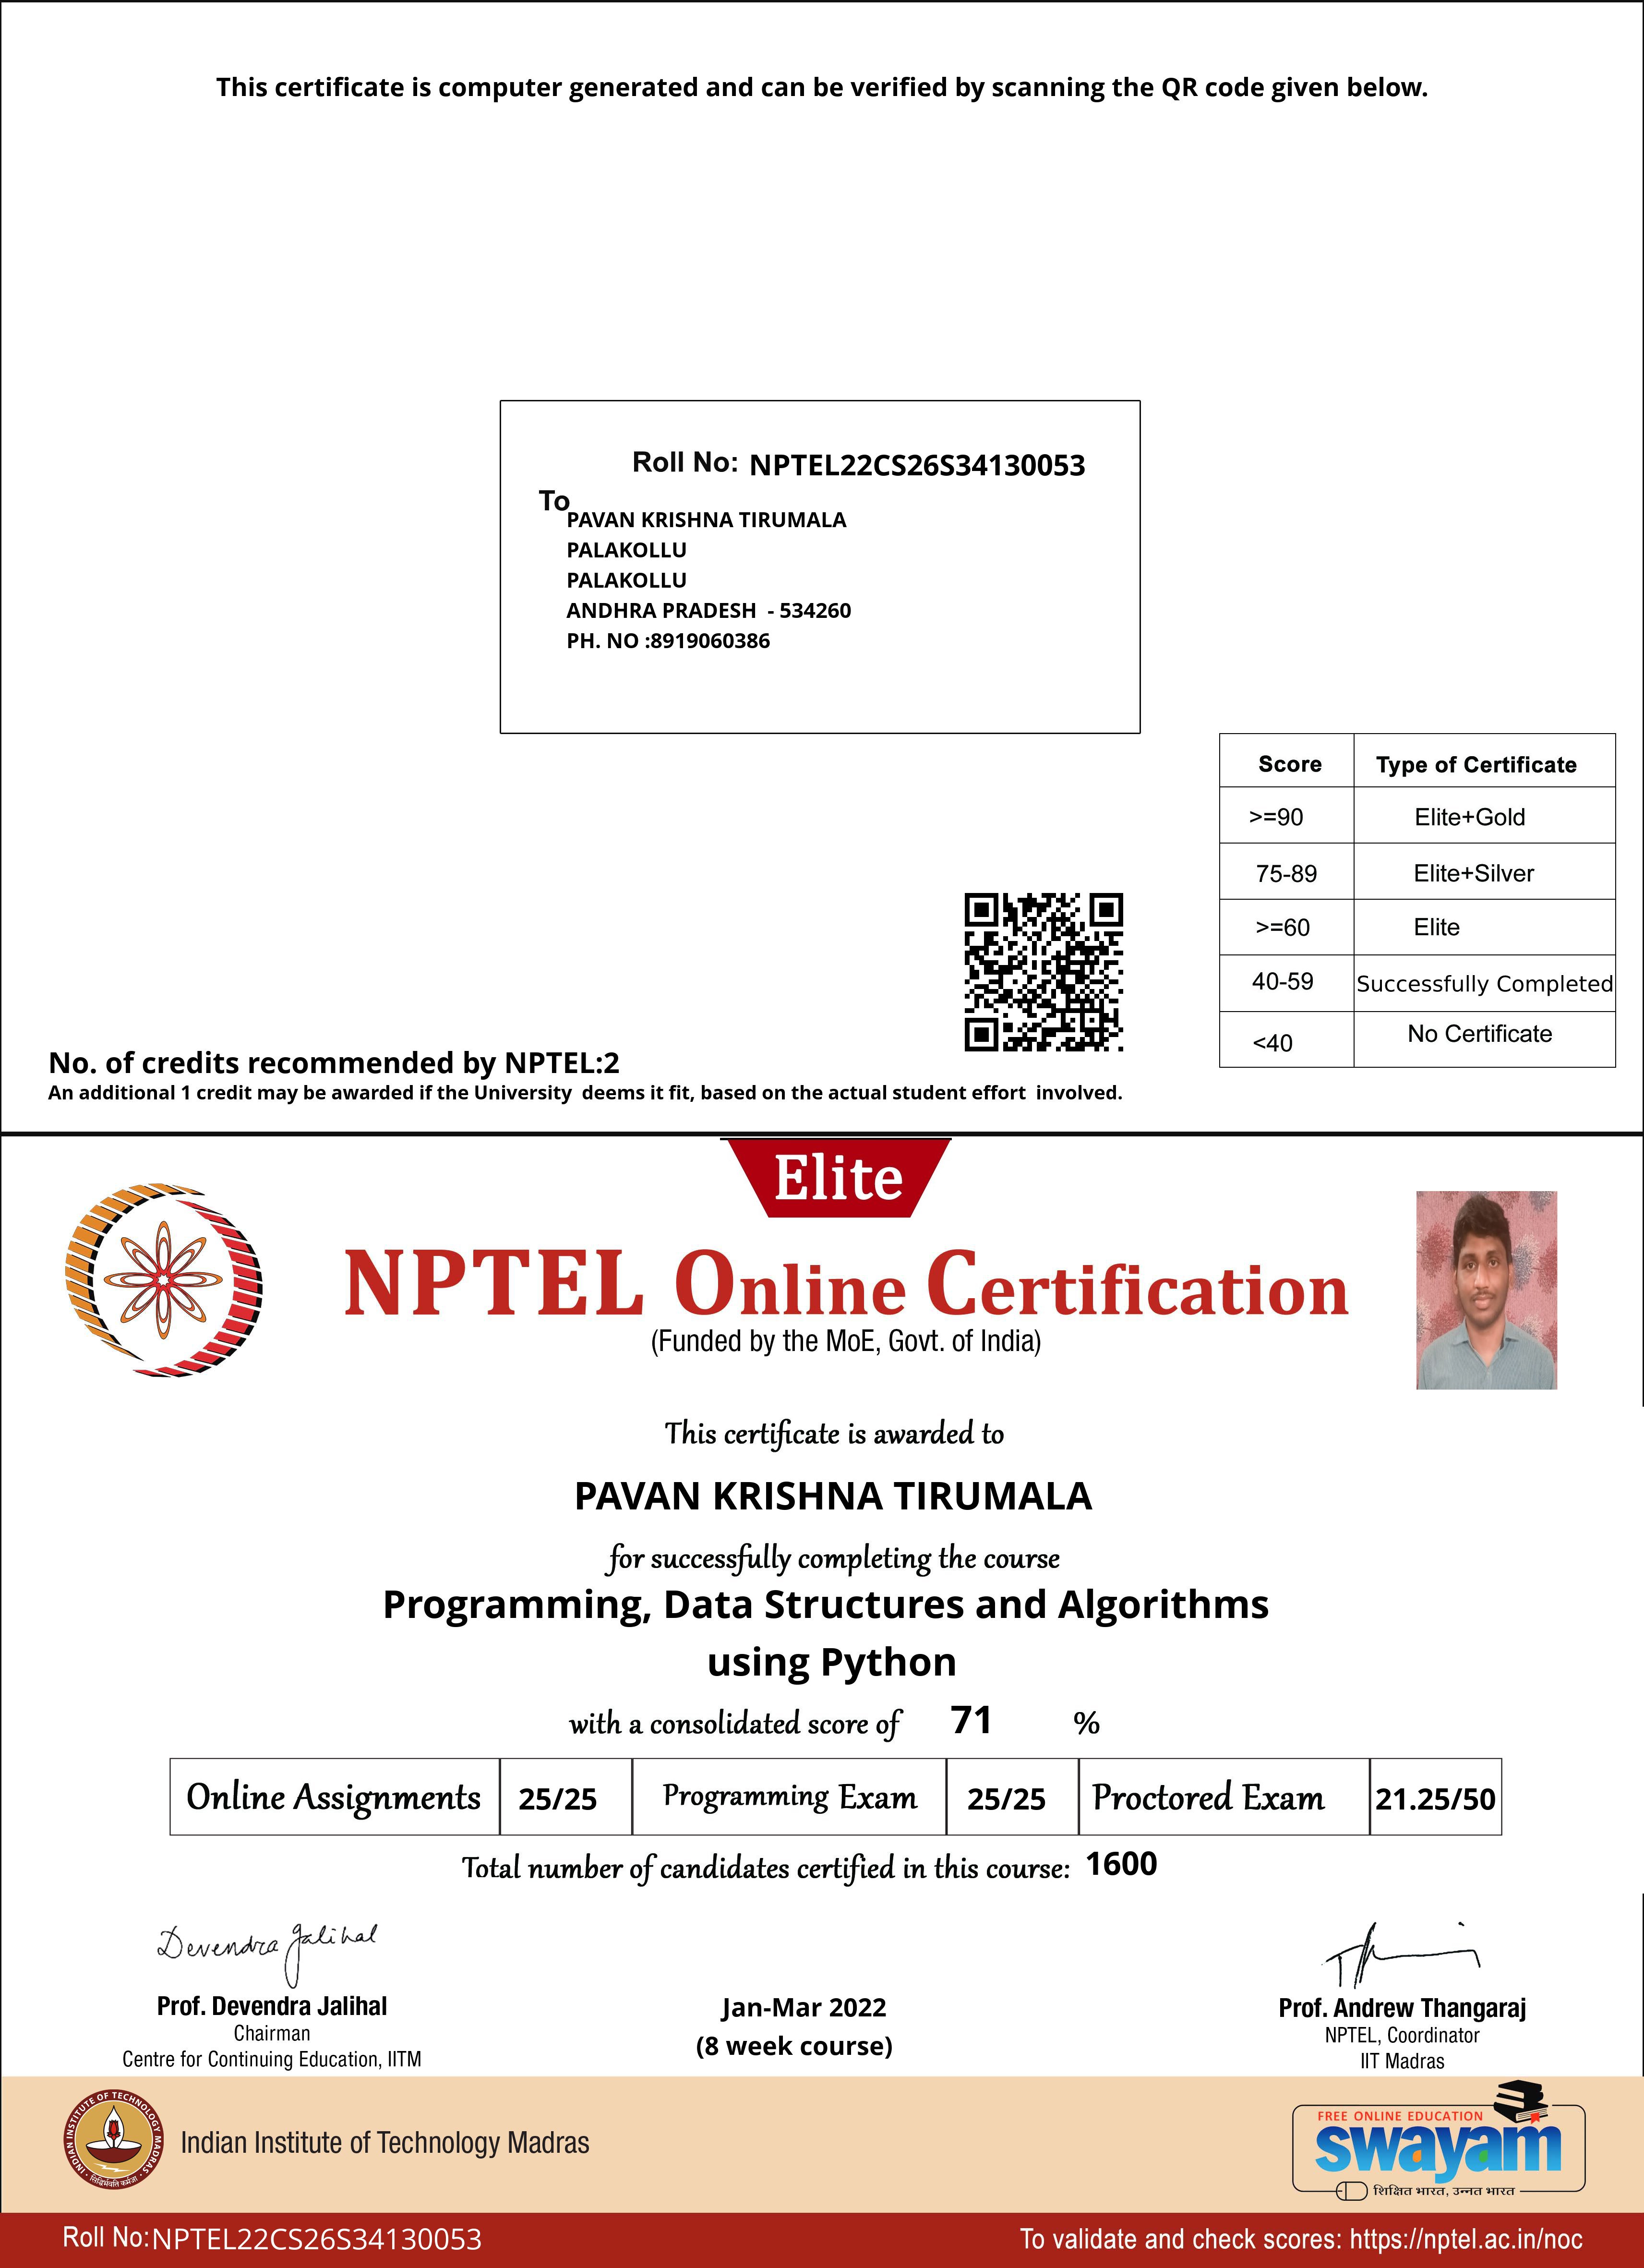 This certificate is computer generated and can be verified by scanning the QR code given below.
Roll No: NPTEL22CS26S34130053
To
PAVAN KRISHNA TIRUMALA
PALAKOLLU
PALAKOLLU
ANDHRA PRADESH - 534260
PH. NO :8919060386
Score Type of Certificate
>=90 Elite+Gold
75-89 Elite+Silver
>=60 Elite
40-59 Successfully Completed
<40 No Certificate
No. of credits recommended by NPTEL:2
An additional 1 credit may be awarded if the University deems it fit, based on the actual student effort involved.
Elite
NPTEL Online Certification
(Funded by the MoE, Govt. of India)
This certificate is awarded to
PAVAN KRISHNA TIRUMALA
for successfully completing the course
Programming, Data Structures and Algorithms
using Python
with a consolidated score of 71 %
Online Assignments 25/25 Programming Exam 25/25 Proctored Exam 21.25/50
Total number of candidates certified in this course: 1600
Devendra Jalihal
Prof. Devendra Jalihal
Chairman
Centre for Continuing Education, IITM
Jan-Mar 2022
(8 week course)
Prof. Andrew Thangaraj
NPTEL, Coordinator
IIT Madras
INDIAN INSTITUTE OF TECHNOLOGY MADRAS
सिद्धिर्भवति कर्मजा
Indian Institute of Technology Madras
FREE ONLINE EDUCATION
swayam
शिक्षित भारत, उन्नत भारत
Roll No:NPTEL22CS26S34130053
To validate and check scores: https://nptel.ac.in/noc